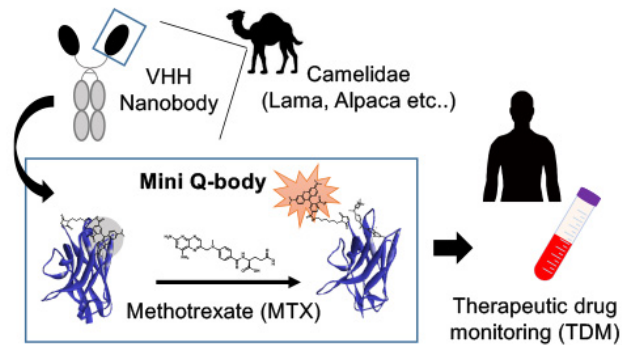 VHH
Nanobody
Camelidae
(Lama, Alpaca etc..)
Mini Q-body
Methotrexate (MTX)
Therapeutic drug
monitoring (TDM)